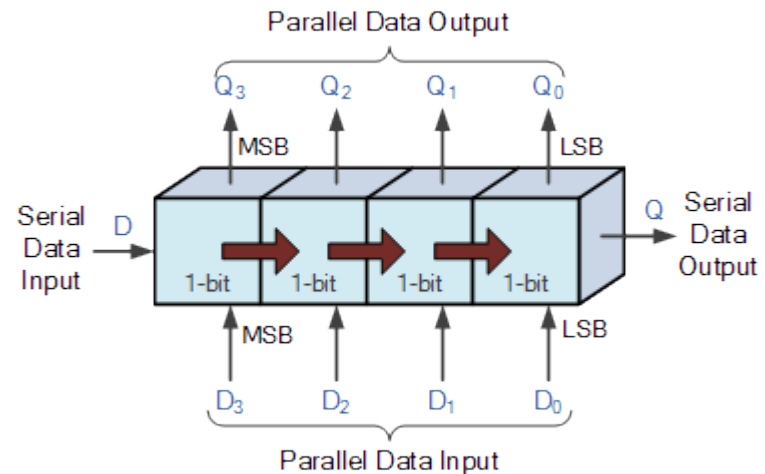 Parallel Data Output
Q₃ Q₂ Q₁ Q₀
MSB LSB
Serial Data Input
D
Q
Serial Data Output
1-bit 1-bit 1-bit 1-bit
MSB LSB
D₃ D₂ D₁ D₀
Parallel Data Input